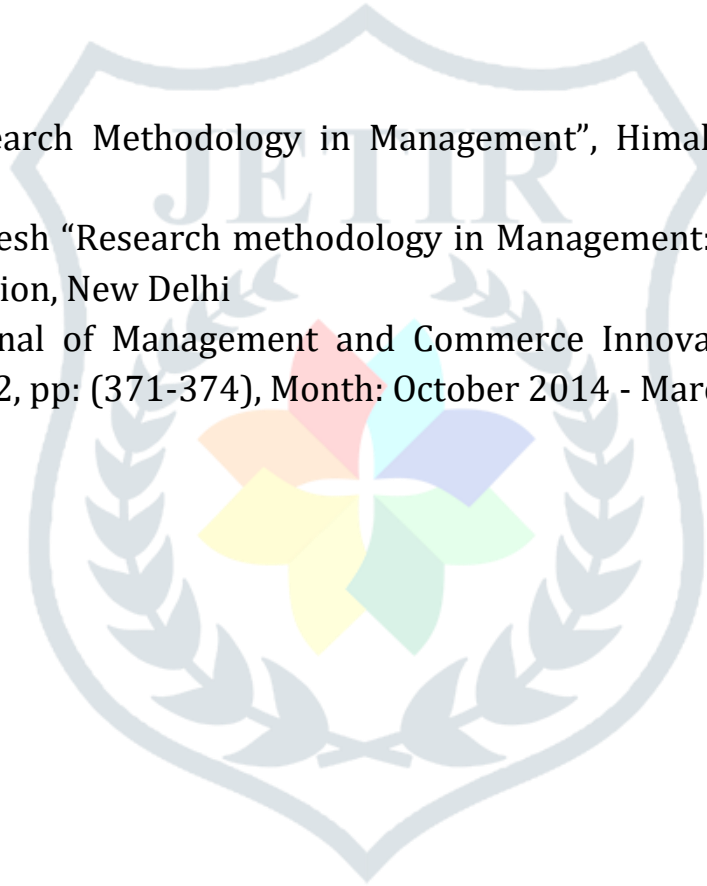 JETIR
earch Methodology in Management”, Himal
esh “Research methodology in Management:
ion, New Delhi
nal of Management and Commerce Innova
2, pp: (371-374), Month: October 2014 - Marc